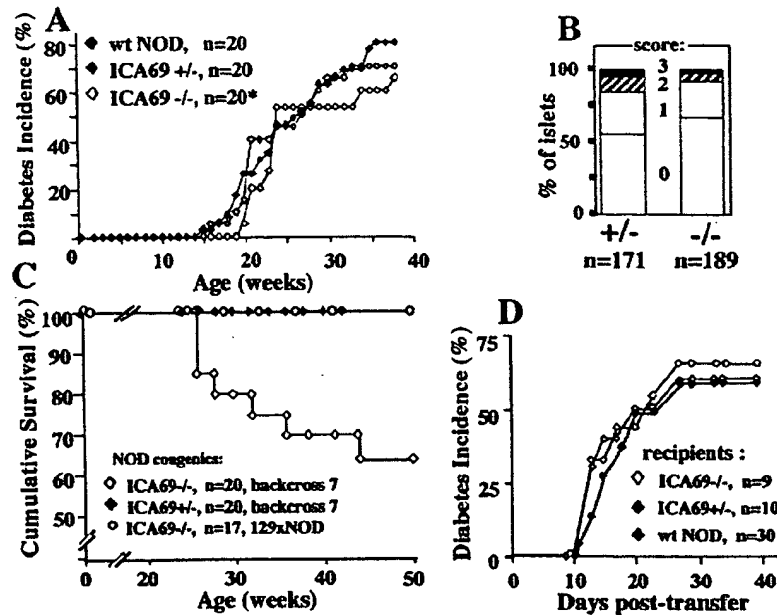 A
Diabetes Incidence (%)
80
60
40
20
wt NOD, n=20
ICA69 +/-, n=20
ICA69 -/-, n=20*
0
10
20
30
40
Age (weeks)
B
score:
% of islets
100
50
0
3
2
1
0
+/-
-/-
n=171
n=189
C
Cumulative Survival (%)
100
90
80
70
60
50
NOD congenics:
ICA69-/-, n=20, backcross 7
ICA69+/-, n=20, backcross 7
ICA69-/-, n=17, 129xNOD
0
20
30
40
50
Age (weeks)
D
Diabetes Incidence (%)
75
50
25
0
recipients :
ICA69-/-, n=9
ICA69+/-, n=10
wt NOD, n=30
0
10
20
30
40
Days post-transfer